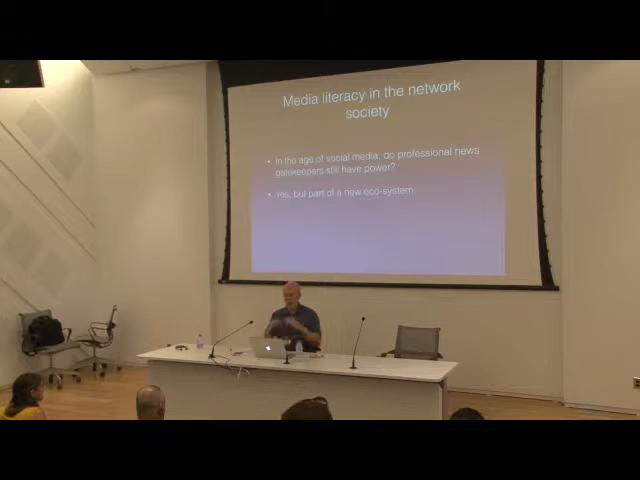 Media literacy in the network
society
• In the age of social media, do professional news
gatekeepers still have power?
• Yes, but part of a new eco-system.